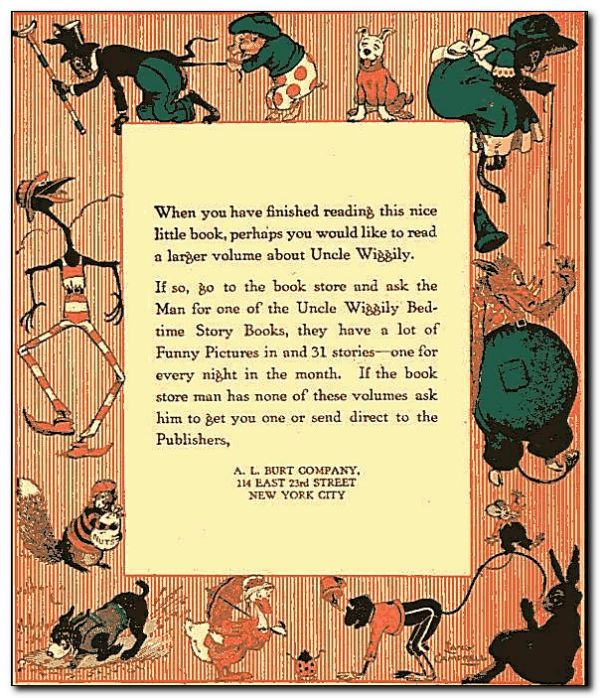 When you have finished reading this nice
little book, perhaps you would like to read
a larger volume about Uncle Wiggily.
If so, go to the book store and ask the
Man for one of the Uncle Wiggily Bed-
time Story Books, they have a lot of
Funny Pictures in and 31 stories—one for
every night in the month. If the book
store man has none of these volumes ask
him to get you one or send direct to the
Publishers,
A. L. BURT COMPANY,
114 EAST 23rd STREET
NEW YORK CITY
NUTS
LANG
CAMPBELL